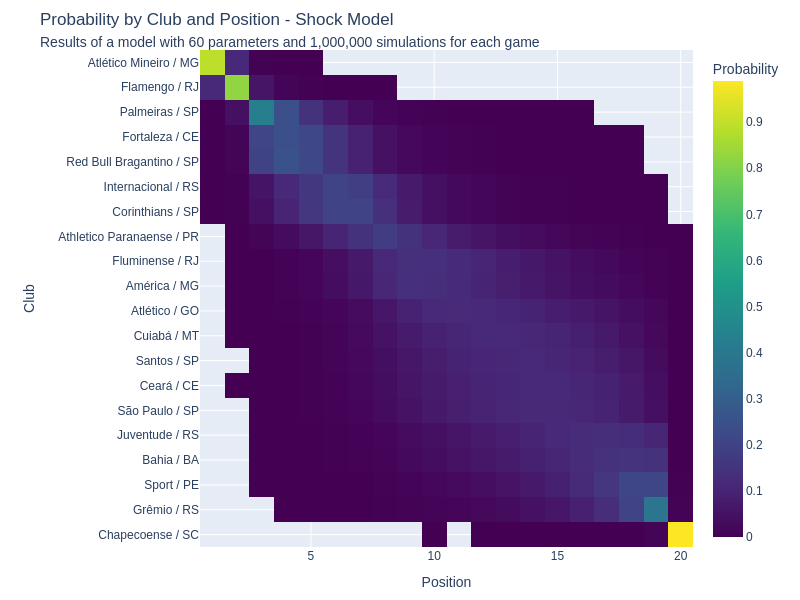 Probability by Club and Position - Shock Model
Results of a model with 60 parameters and 1,000,000 simulations for each game
Probability
Club
Atlético Mineiro / MG
Flamengo / RJ
Palmeiras / SP
Fortaleza / CE
Red Bull Bragantino / SP
Internacional / RS
Corinthians / SP
Athletico Paranaense / PR
Fluminense / RJ
América / MG
Atlético / GO
Cuiabá / MT
Santos / SP
Ceará / CE
São Paulo / SP
Juventude / RS
Bahia / BA
Sport / PE
Grêmio / RS
Chapecoense / SC
0.9
0.8
0.7
0.6
0.5
0.4
0.3
0.2
0.1
0
5 10 15 20
Position